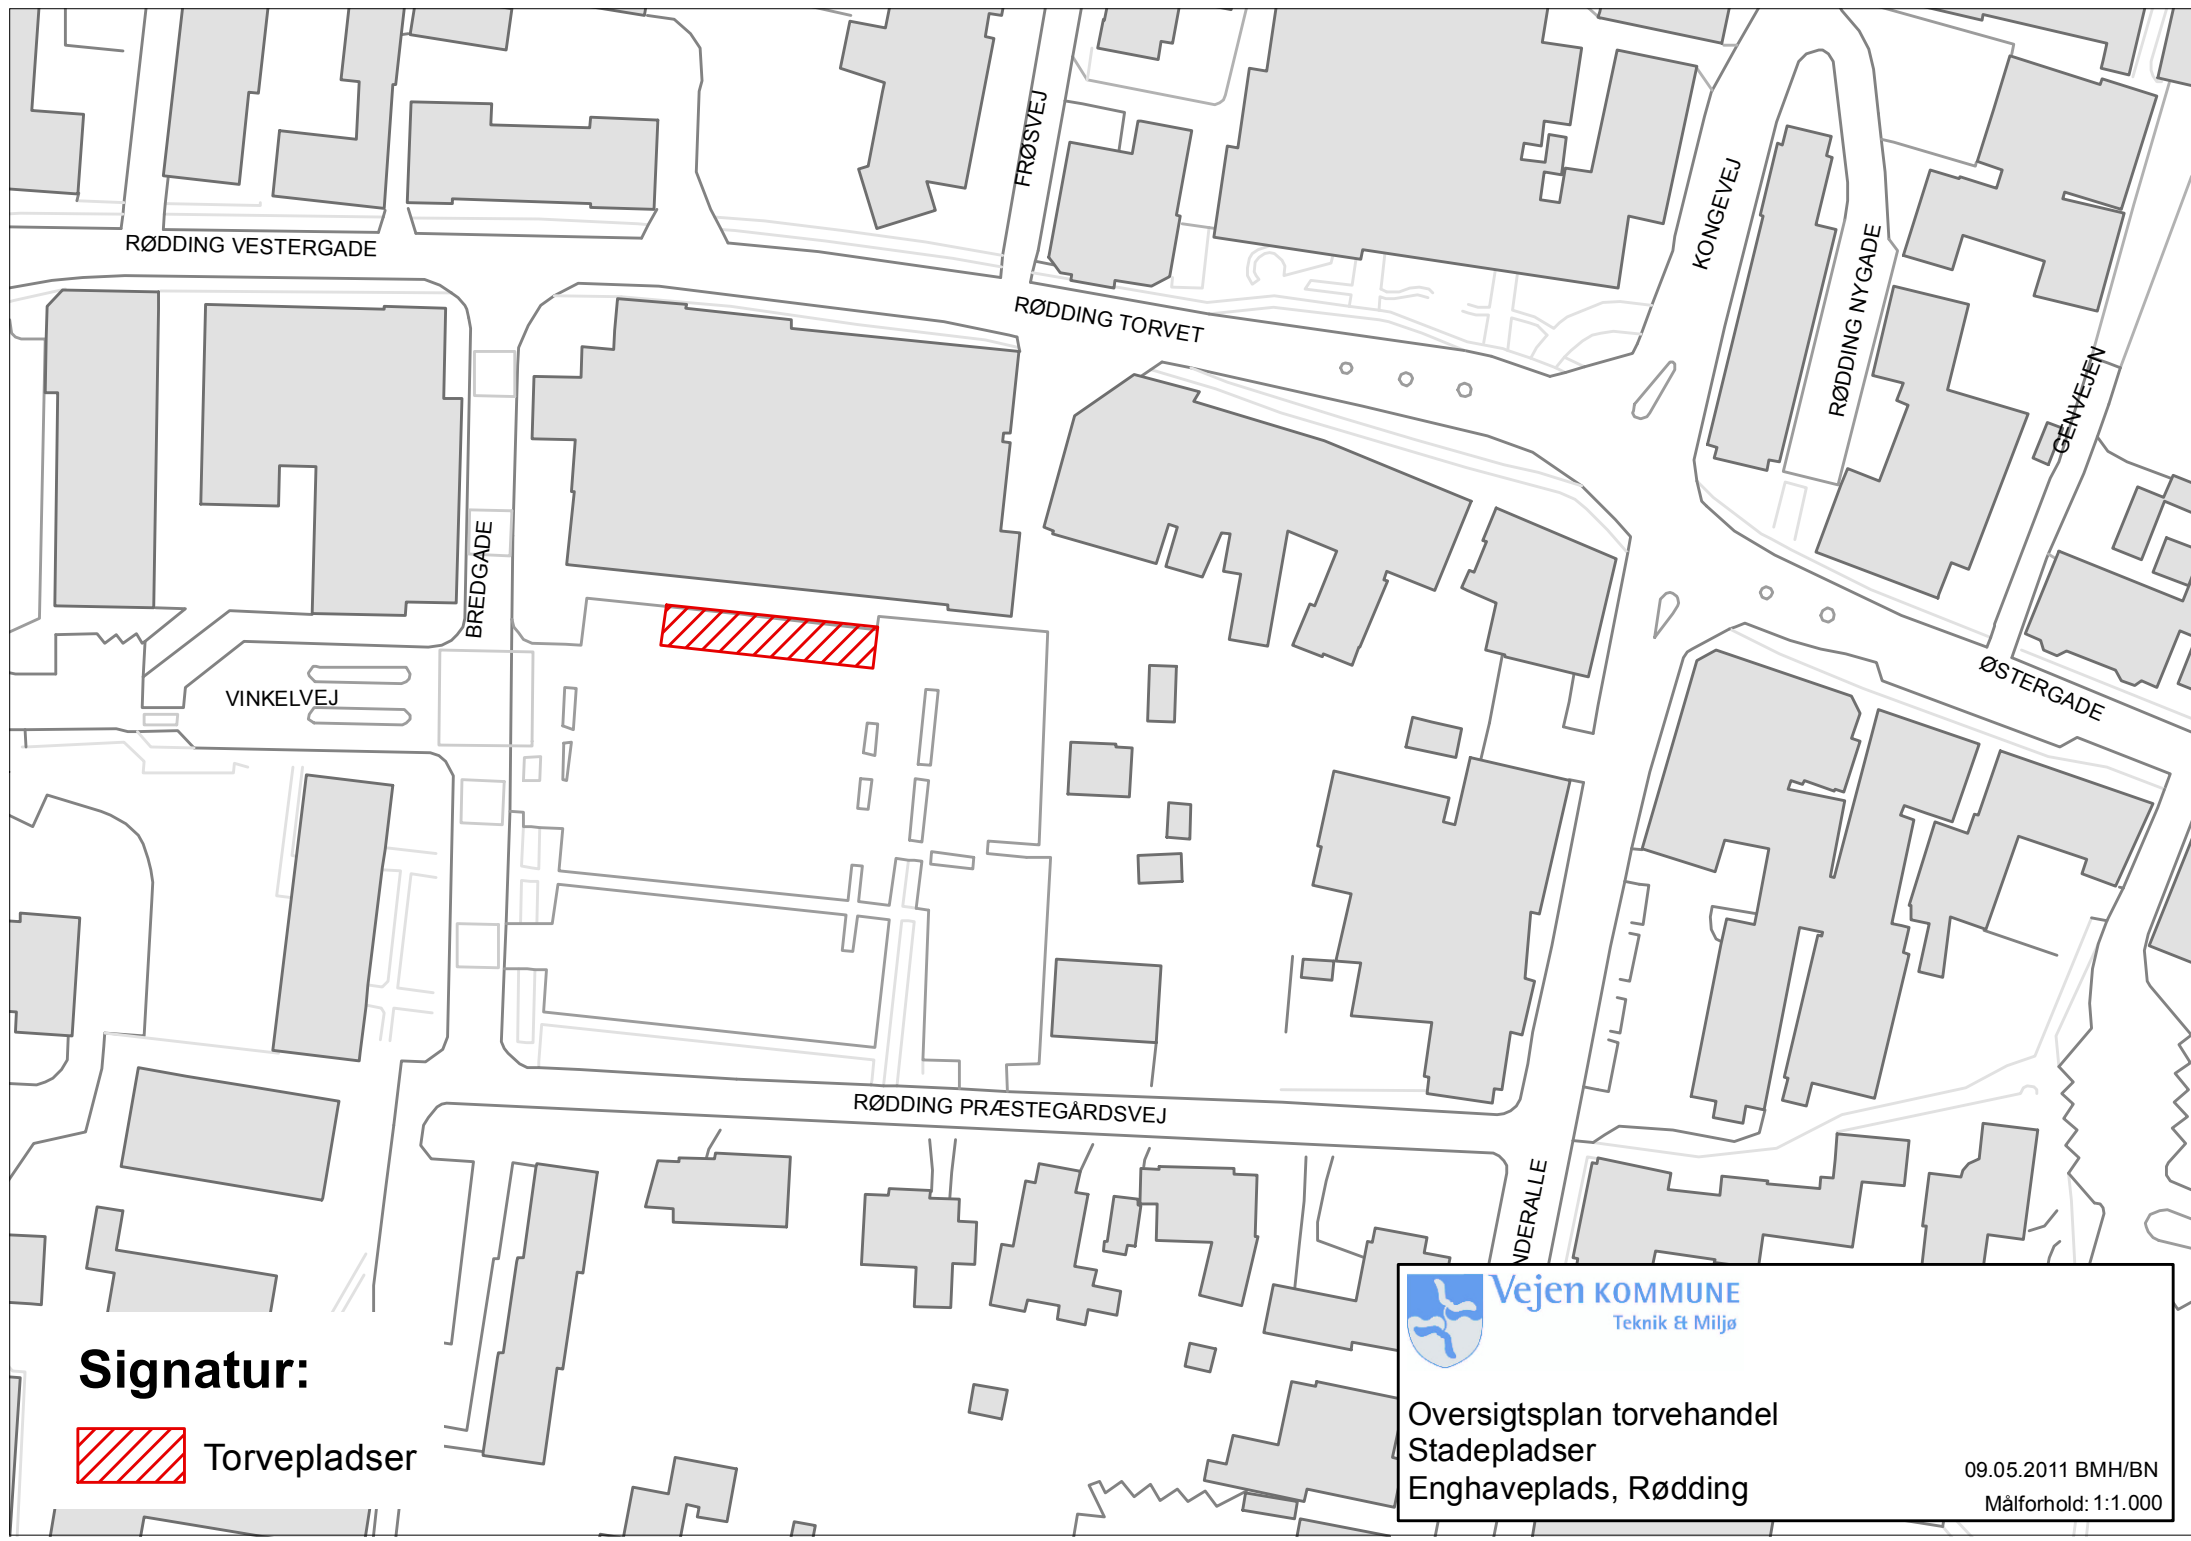 FRØSVEJ
KONGEVEJ
RØDDING VESTERGADE
RØDDING NYGADE
RØDDING TORVET
GENVEJEN
BREDGADE
ØSTERGADE
VINKELVEJ
RØDDING PRÆSTEGÅRDSVEJ
NDERALLE
Signatur:
Torvepladser
Vejen KOMMUNE
Teknik & Miljø
Oversigtsplan torvehandel
Stadepladser
Enghaveplads, Rødding
09.05.2011 BMH/BN
Målforhold: 1:1.000